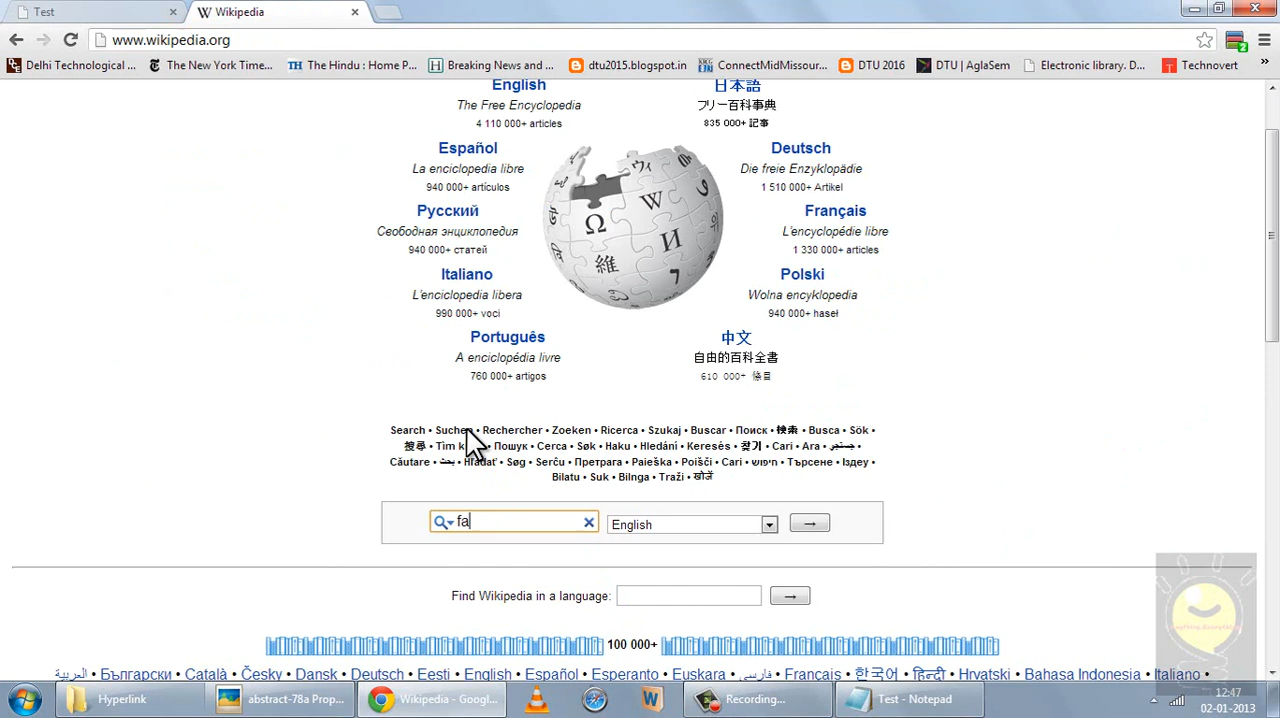 Test
Wikipedia
www.wikipedia.org
Delhi Technological ...
The New York Time...
The Hindu : Home P...
Breaking News and ...
dtu2015.blogspot.in
ConnectMidMissour...
DTU 2016
DTU | AglaSem
Electronic library. D...
Technovert
English
The Free Encyclopedia
4 110 000+ articles
日本語
フリー百科事典
835 000+ 記事
Español
La enciclopedia libre
940 000+ artículos
Deutsch
Die freie Enzyklopädie
1 510 000+ Artikel
Русский
Свободная энциклопедия
940 000+ статей
Français
L'encyclopédie libre
1 330 000+ articles
Italiano
L'enciclopedia libera
990 000+ voci
Polski
Wolna encyklopedia
940 000+ haseł
Português
A enciclopédia livre
760 000+ artigos
中文
自由的百科全書
610 000+ 條目
Search • Suchen • Rechercher • Zoeken • Ricerca • Szukaj • Buscar • Поиск • 検索 • Busca • Sök •
搜尋 • Tìm • Пошук • Cerca • Søk • Haku • Hledání • Keresés • 찾기 • Cari • Ara • جستجو •
Căutare • بحث • Hľadať • Søg • Serĉu • Претрага • Paieška • Poišči • Cari • חיפוש • Търсене • Іздеу •
Bilatu • Suk • Bilnga • Traži • खोजें
fa
English
→
Find Wikipedia in a language:
→
100 000+
العربية • Български • Català • Česky • Dansk • Deutsch • Eesti • English • Español • Esperanto • Euskara • فارسی • Français • 한국어 • हिन्दी • Hrvatski • Bahasa Indonesia • Italiano •
Hyperlink
abstract-78a Prop...
Wikipedia - Googl...
Recording...
Test - Notepad
12:47
02-01-2013